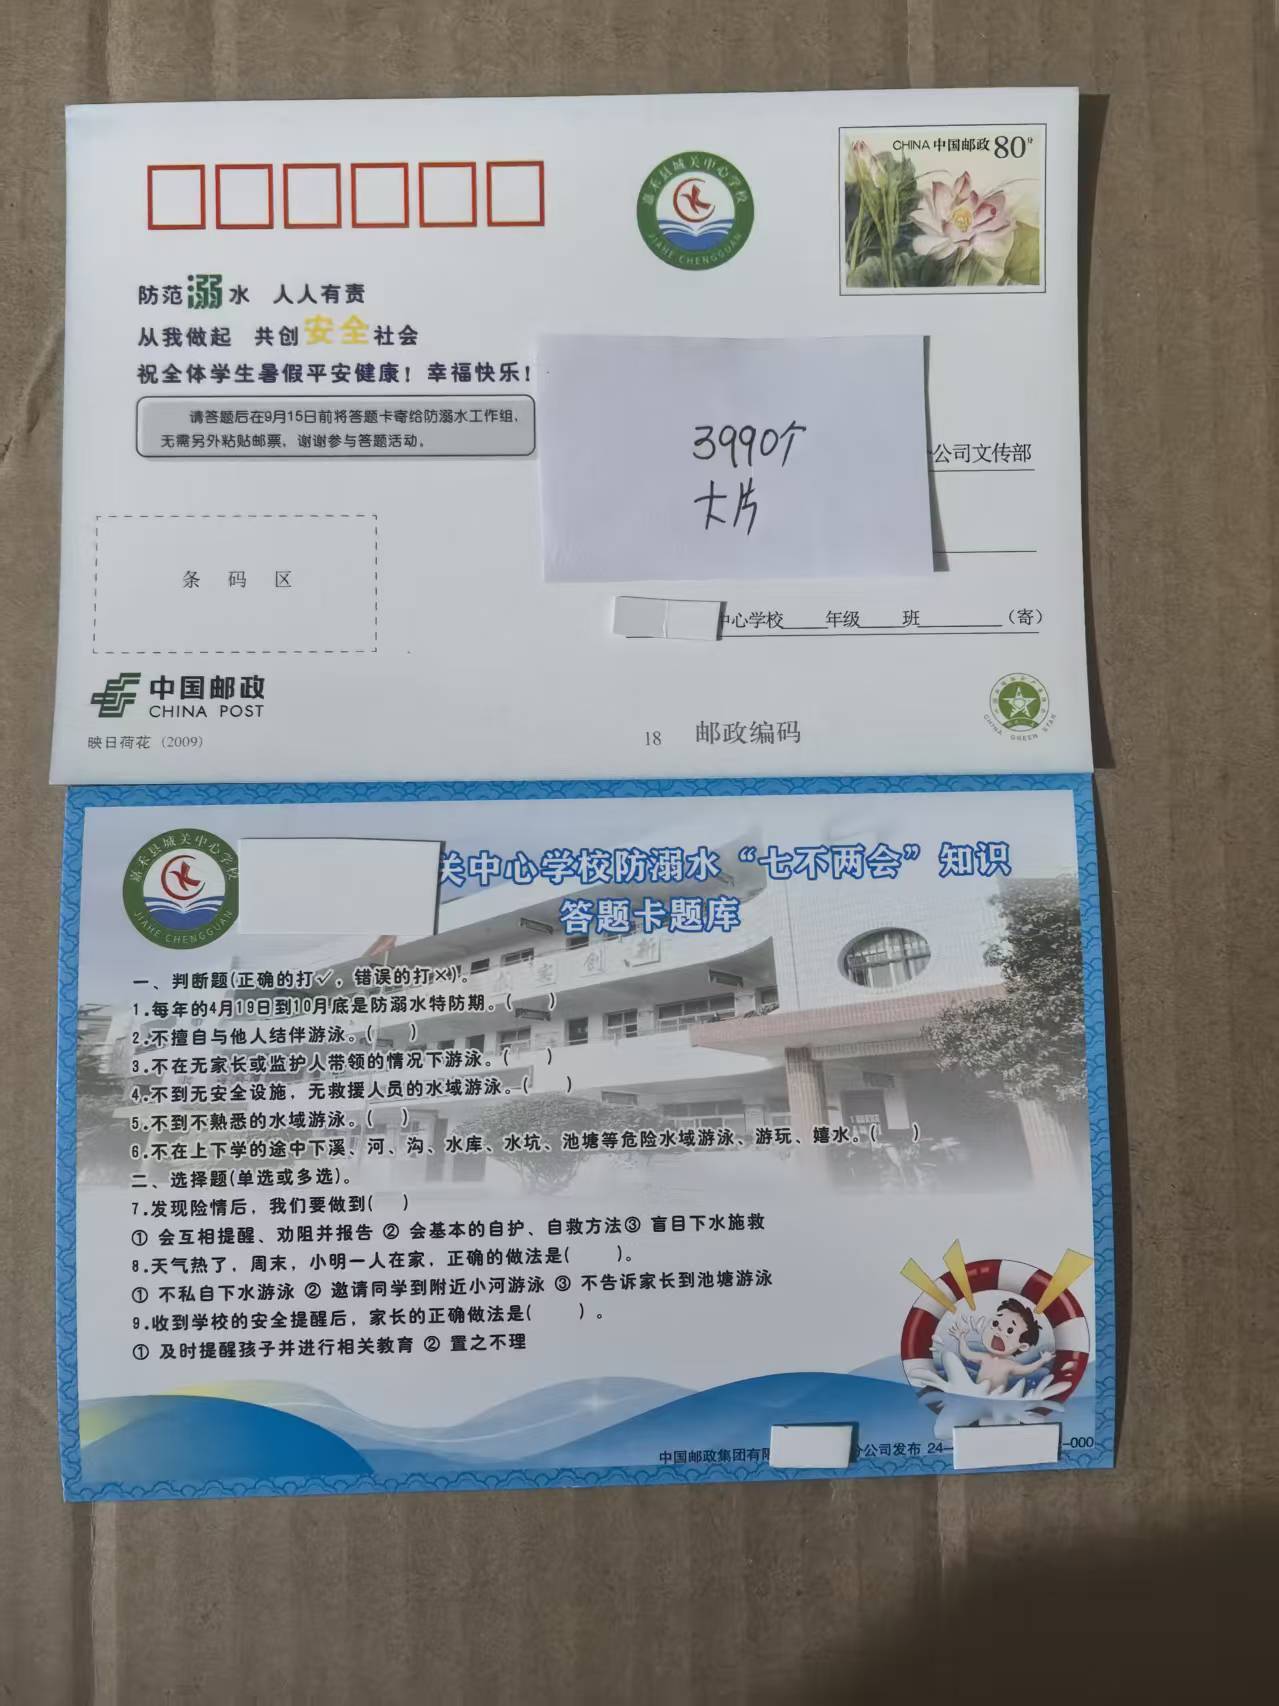 CHINA 中国邮政 80分
嘉禾县城关中心学校
JIAHE CHENGGUAN
防范溺水 人人有责
从我做起 共创安全社会
祝全体学生暑假平安健康！幸福快乐！
请答题后在9月15日前将答题卡寄给防溺水工作组，
无需另外粘贴邮票，谢谢参与答题活动。
3990个
卡片
公司文传部
条 码 区
中心学校____年级____班________（寄）
中国邮政
CHINA POST
映日荷花（2009）
18 邮政编码
CHINA GREEN STAR
嘉禾县城关中心学校
JIAHE CHENGGUAN
关中心学校防溺水“七不两会”知识
答题卡题库
一、判断题(正确的打✓，错误的打×)。
1.每年的4月19日到10月底是防溺水特防期。( )
2.不擅自与他人结伴游泳。( )
3.不在无家长或监护人带领的情况下游泳。( )
4.不到无安全设施，无救援人员的水域游泳。( )
5.不到不熟悉的水域游泳。( )
6.不在上下学的途中下溪、河、沟、水库、水坑、池塘等危险水域游泳、游玩、嬉水。( )
二、选择题(单选或多选)。
7.发现险情后，我们要做到( )
① 会互相提醒、劝阻并报告 ② 会基本的自护、自救方法③ 盲目下水施救
8.天气热了，周末，小明一人在家，正确的做法是( )。
① 不私自下水游泳 ② 邀请同学到附近小河游泳 ③ 不告诉家长到池塘游泳
9.收到学校的安全提醒后，家长的正确做法是( )。
① 及时提醒孩子并进行相关教育 ② 置之不理
中国邮政集团有限 分公司发布 24- -000